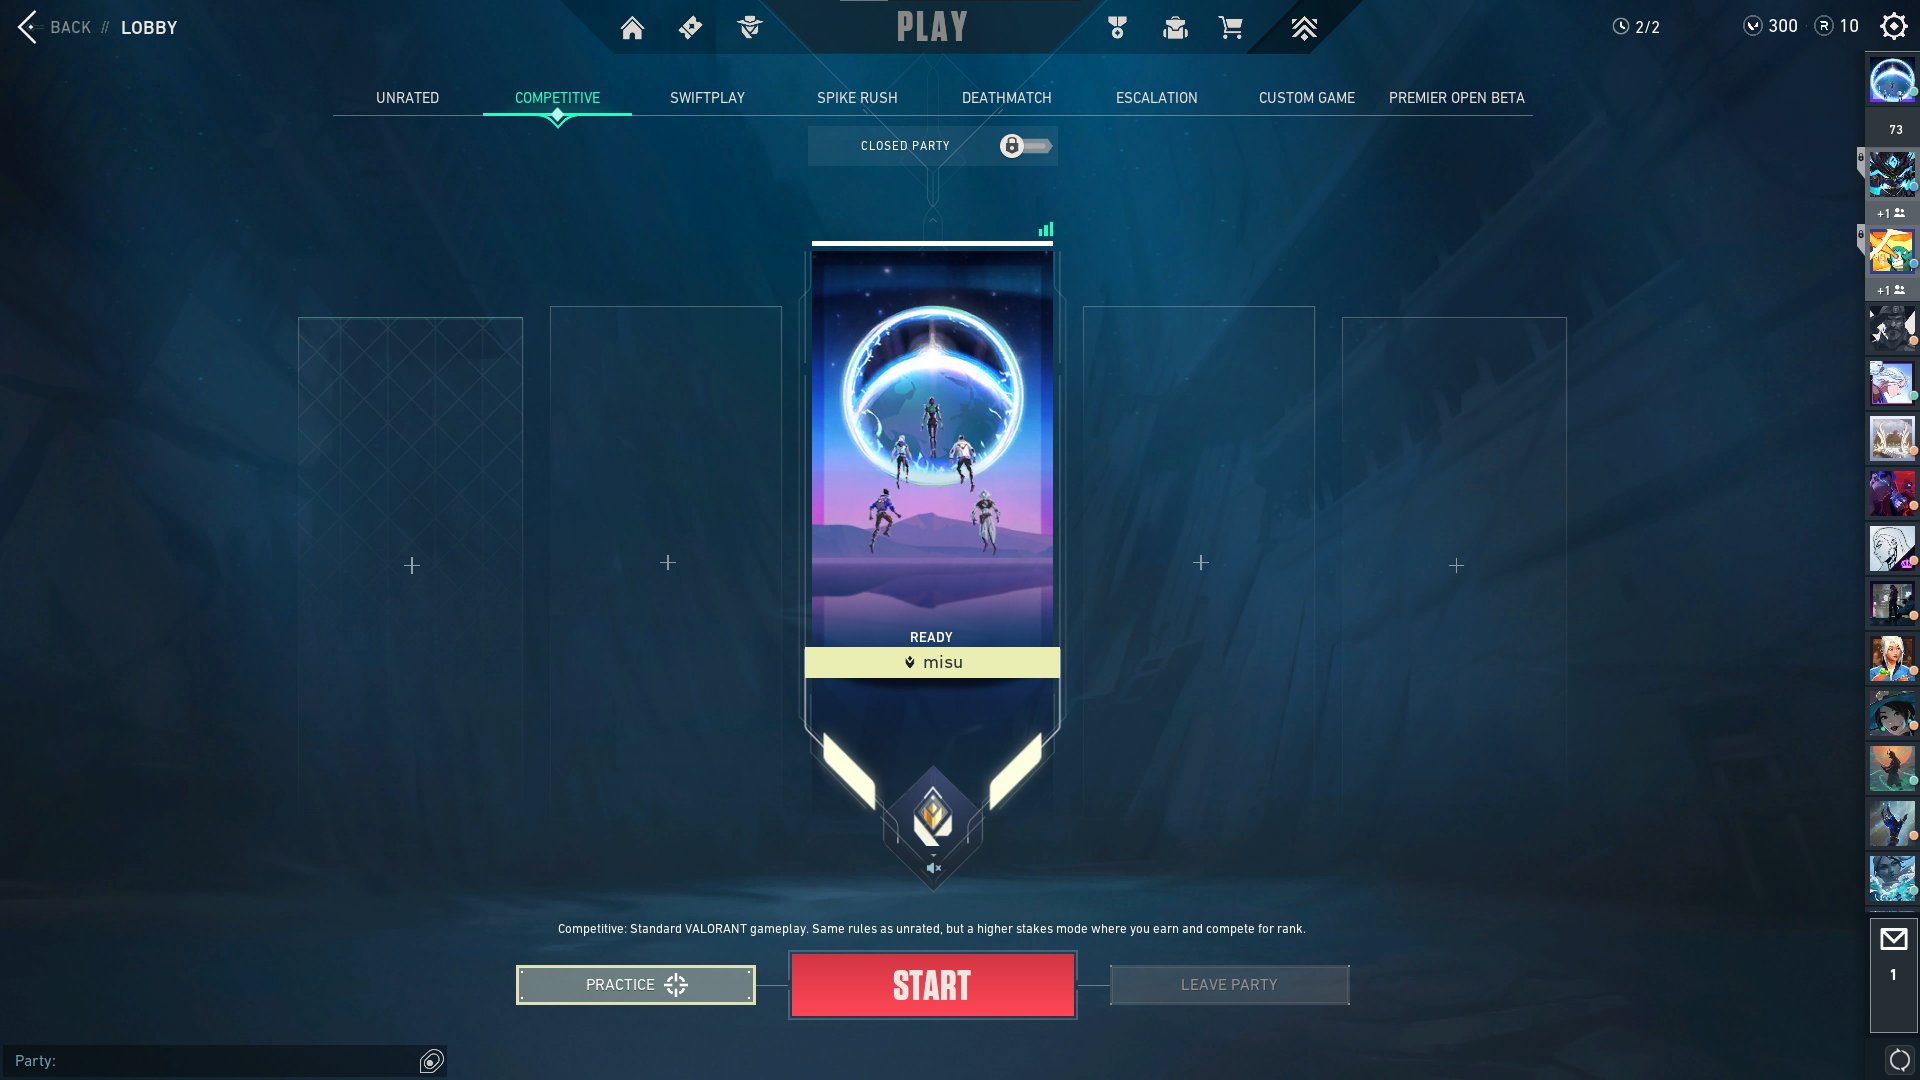 BACK // LOBBY
PLAY
2/2
300
R 10
UNRATED
COMPETITIVE
SWIFTPLAY
SPIKE RUSH
DEATHMATCH
ESCALATION
CUSTOM GAME
PREMIER OPEN BETA
CLOSED PARTY
73
+1
+1
READY
misu
Competitive: Standard VALORANT gameplay. Same rules as unrated, but a higher stakes mode where you earn and compete for rank.
PRACTICE
START
LEAVE PARTY
1
Party: